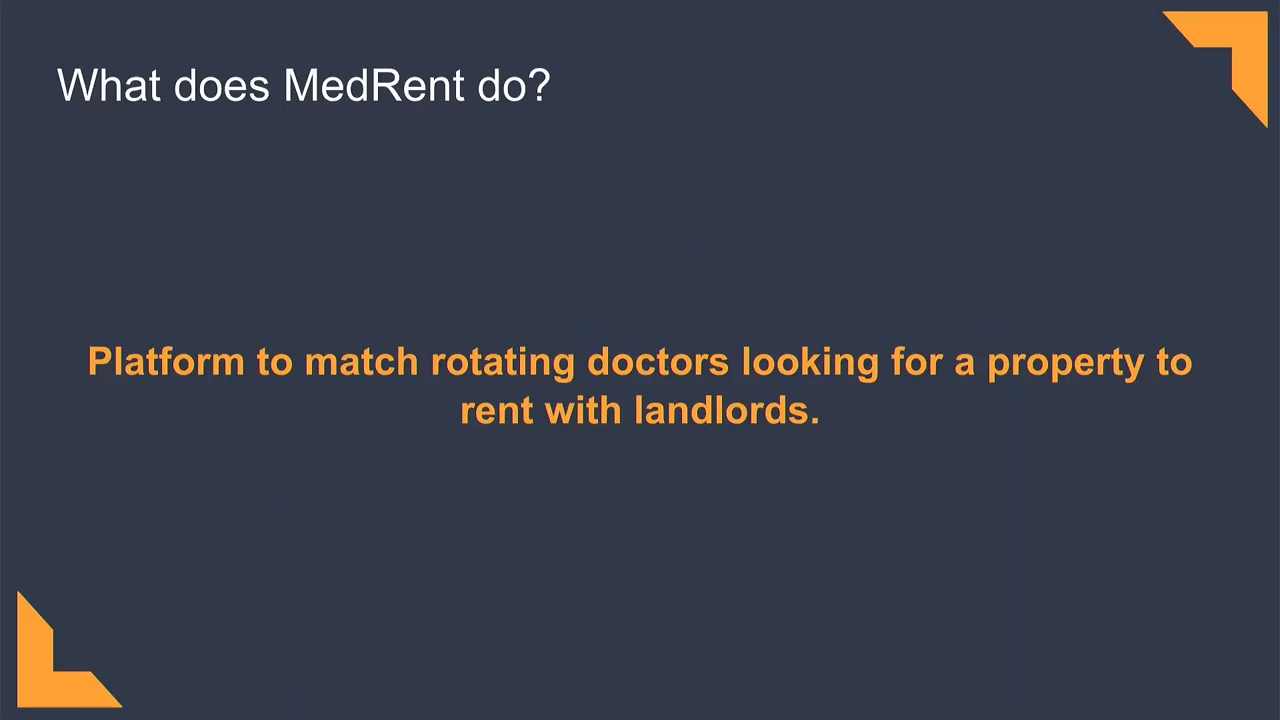 What does MedRent do?
Platform to match rotating doctors looking for a property to
rent with landlords.